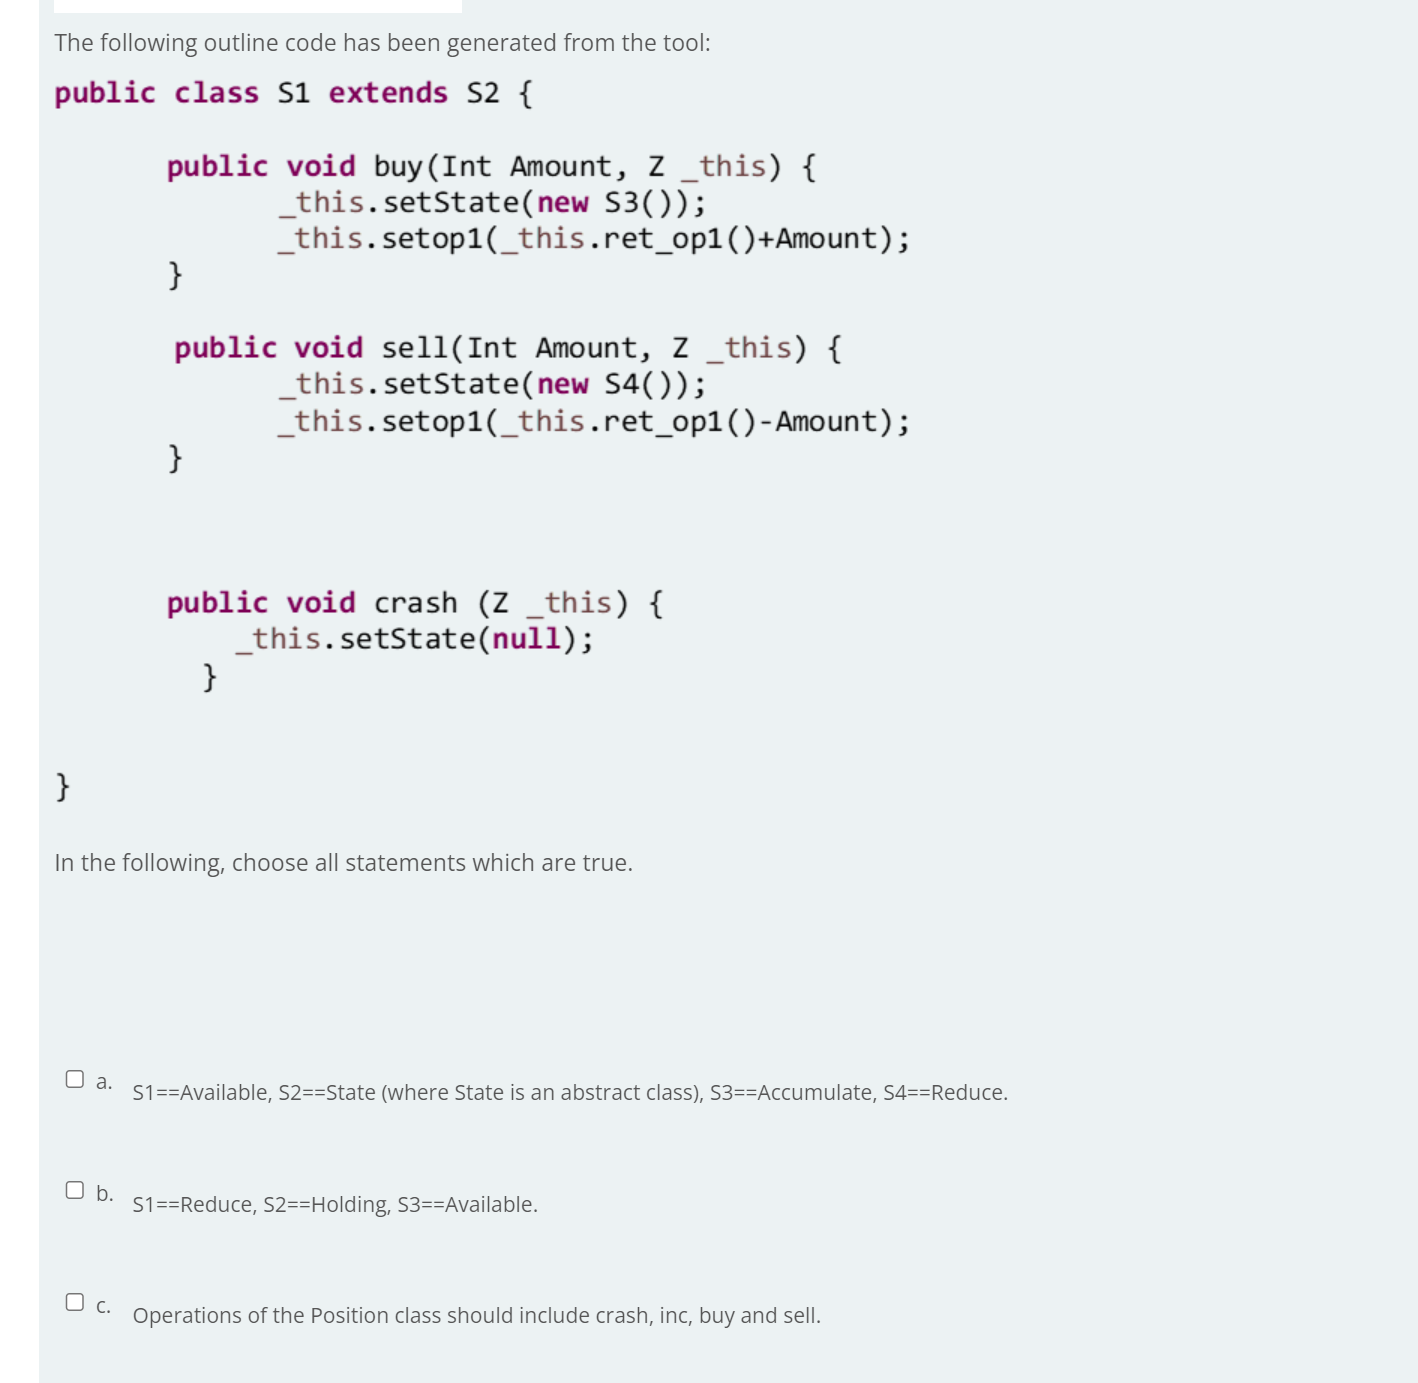 The following outline code has been generated from the tool:
public class S1 extends S2 {
public void buy(Int Amount, Z _this) {
_this.setState(new S3());
_this.setop1(_this.ret_op1()+Amount);
}
public void sell(Int Amount, Z _this) {
_this.setState(new S4());
_this.setop1(_this.ret_op1()-Amount);
}
public void crash (Z _this) {
_this.setState(null);
}
}
In the following, choose all statements which are true.
a. S1==Available, S2==State (where State is an abstract class), S3==Accumulate, S4==Reduce.
b. S1==Reduce, S2==Holding, S3==Available.
c. Operations of the Position class should include crash, inc, buy and sell.